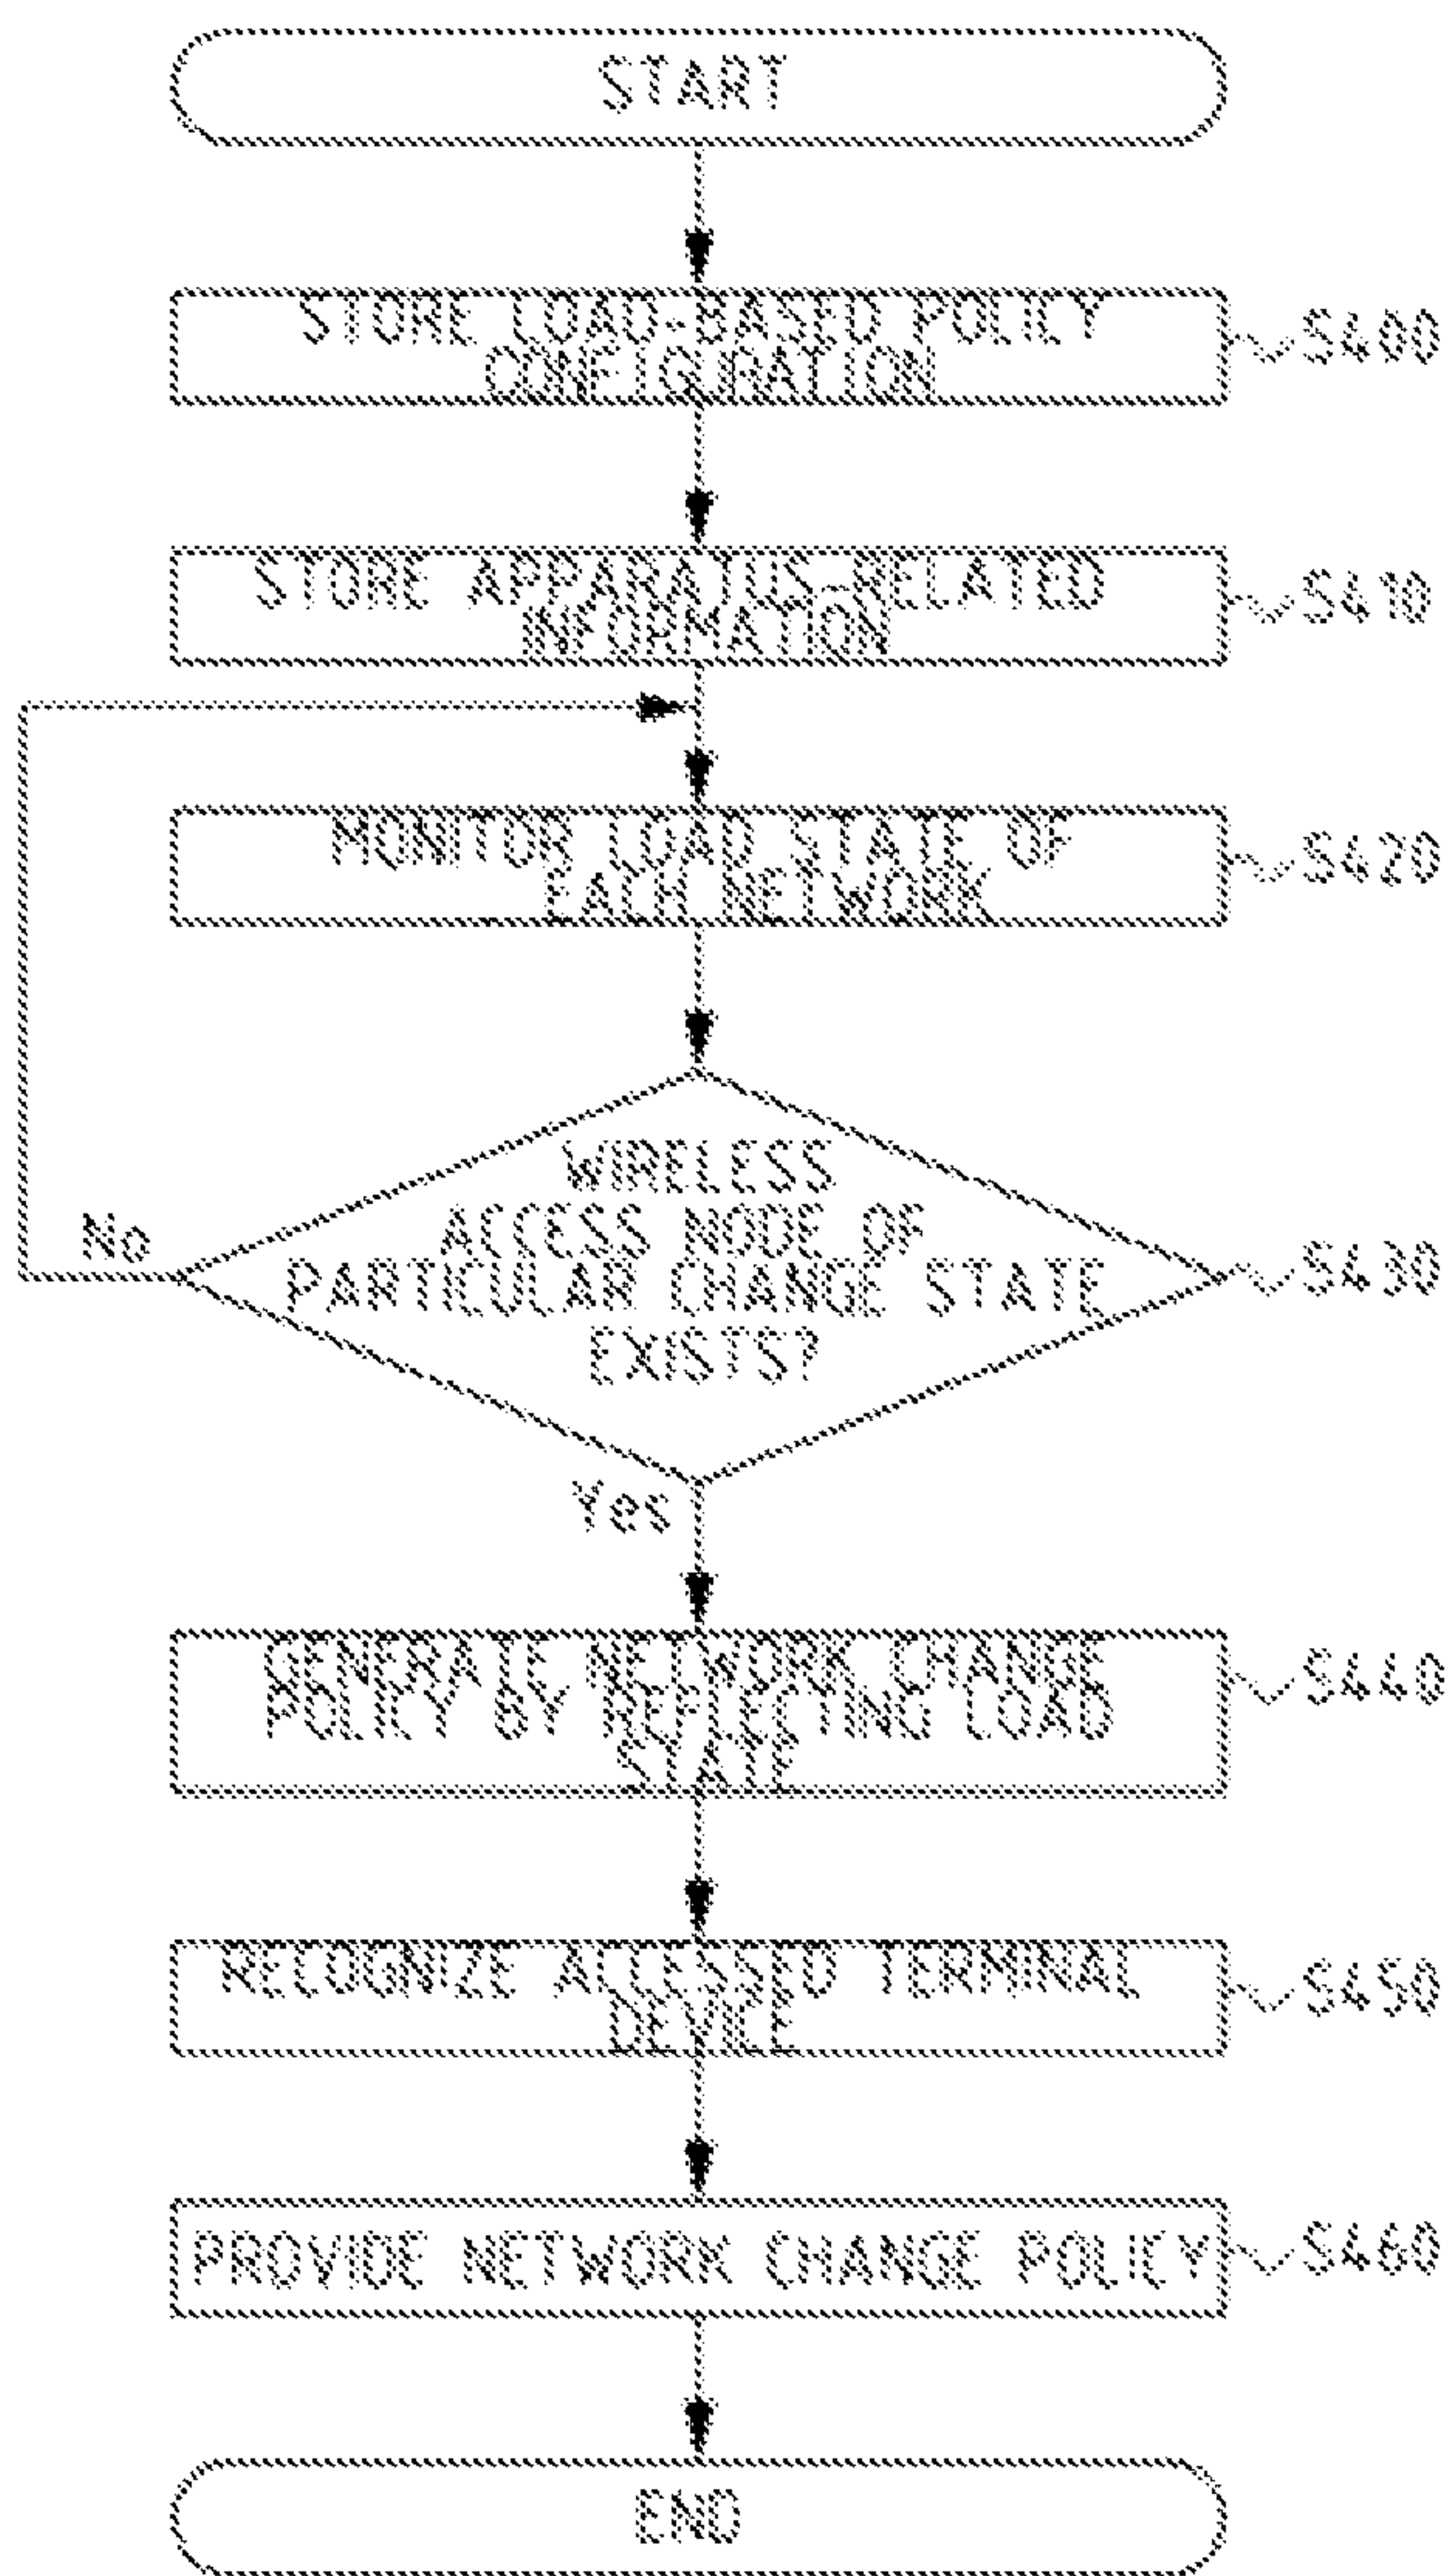 START
STORE LOAD-BASED POLICY
CONFIGURATION
S400
STORE APPARATUS-RELATED
INFORMATION
S410
MONITOR LOAD STATE OF
EACH NETWORK
S420
WIRELESS
ACCESS NODE OF
PARTICULAR CHANGE STATE
EXISTS?
S430
No
Yes
GENERATE NETWORK CHANGE
POLICY BY REFLECTING LOAD
STATE
S440
RECOGNIZE ACCESSED TERMINAL
DEVICE
S450
PROVIDE NETWORK CHANGE POLICY
S460
END